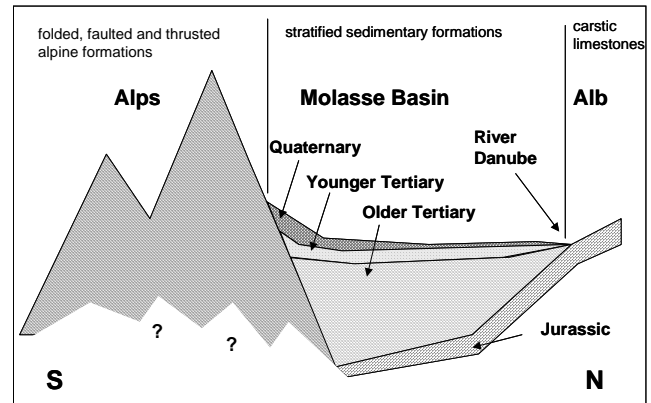 folded, faulted and thrusted
alpine formations
stratified sedimentary formations
carstic
limestones
Alps
Molasse Basin
Alb
Quaternary
River
Danube
Younger Tertiary
Older Tertiary
?
?
Jurassic
S
N